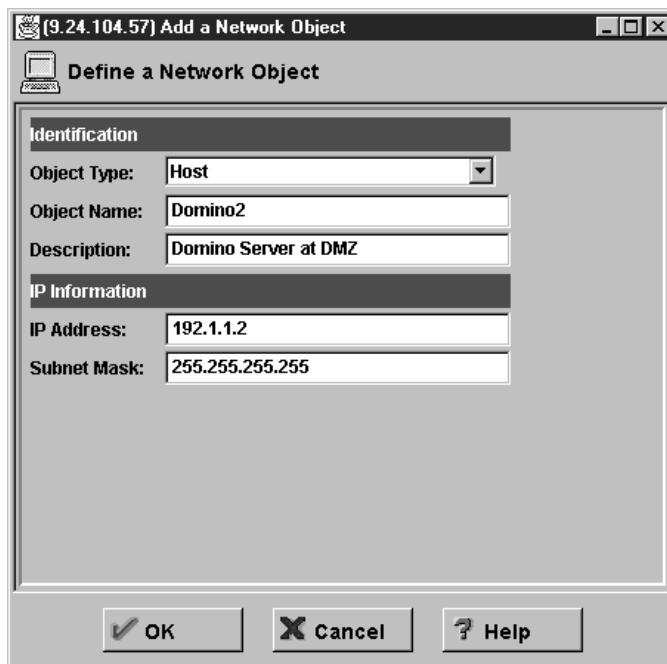 (9.24.104.57) Add a Network Object
Define a Network Object
Identification
Object Type: Host
Object Name: Domino2
Description: Domino Server at DMZ
IP Information
IP Address: 192.1.1.2
Subnet Mask: 255.255.255.255
OK Cancel ? Help